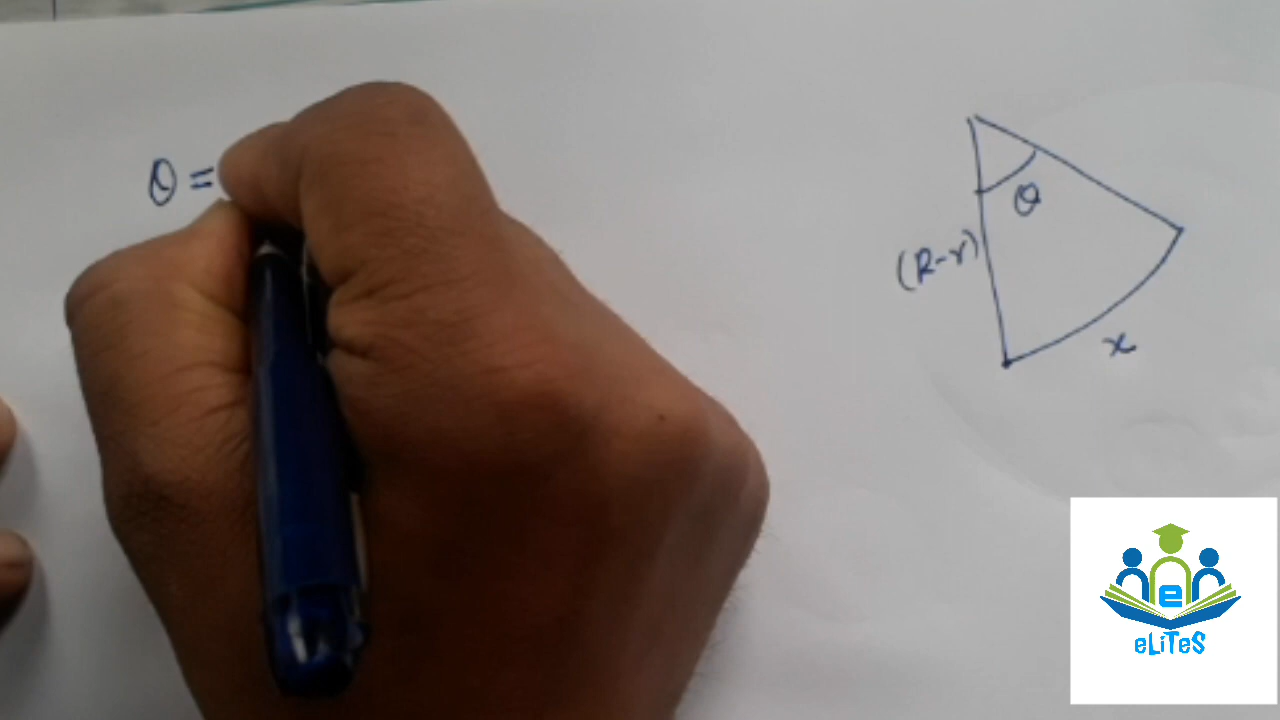 θ =
θ
(R-r)
x
e
eLiTeS